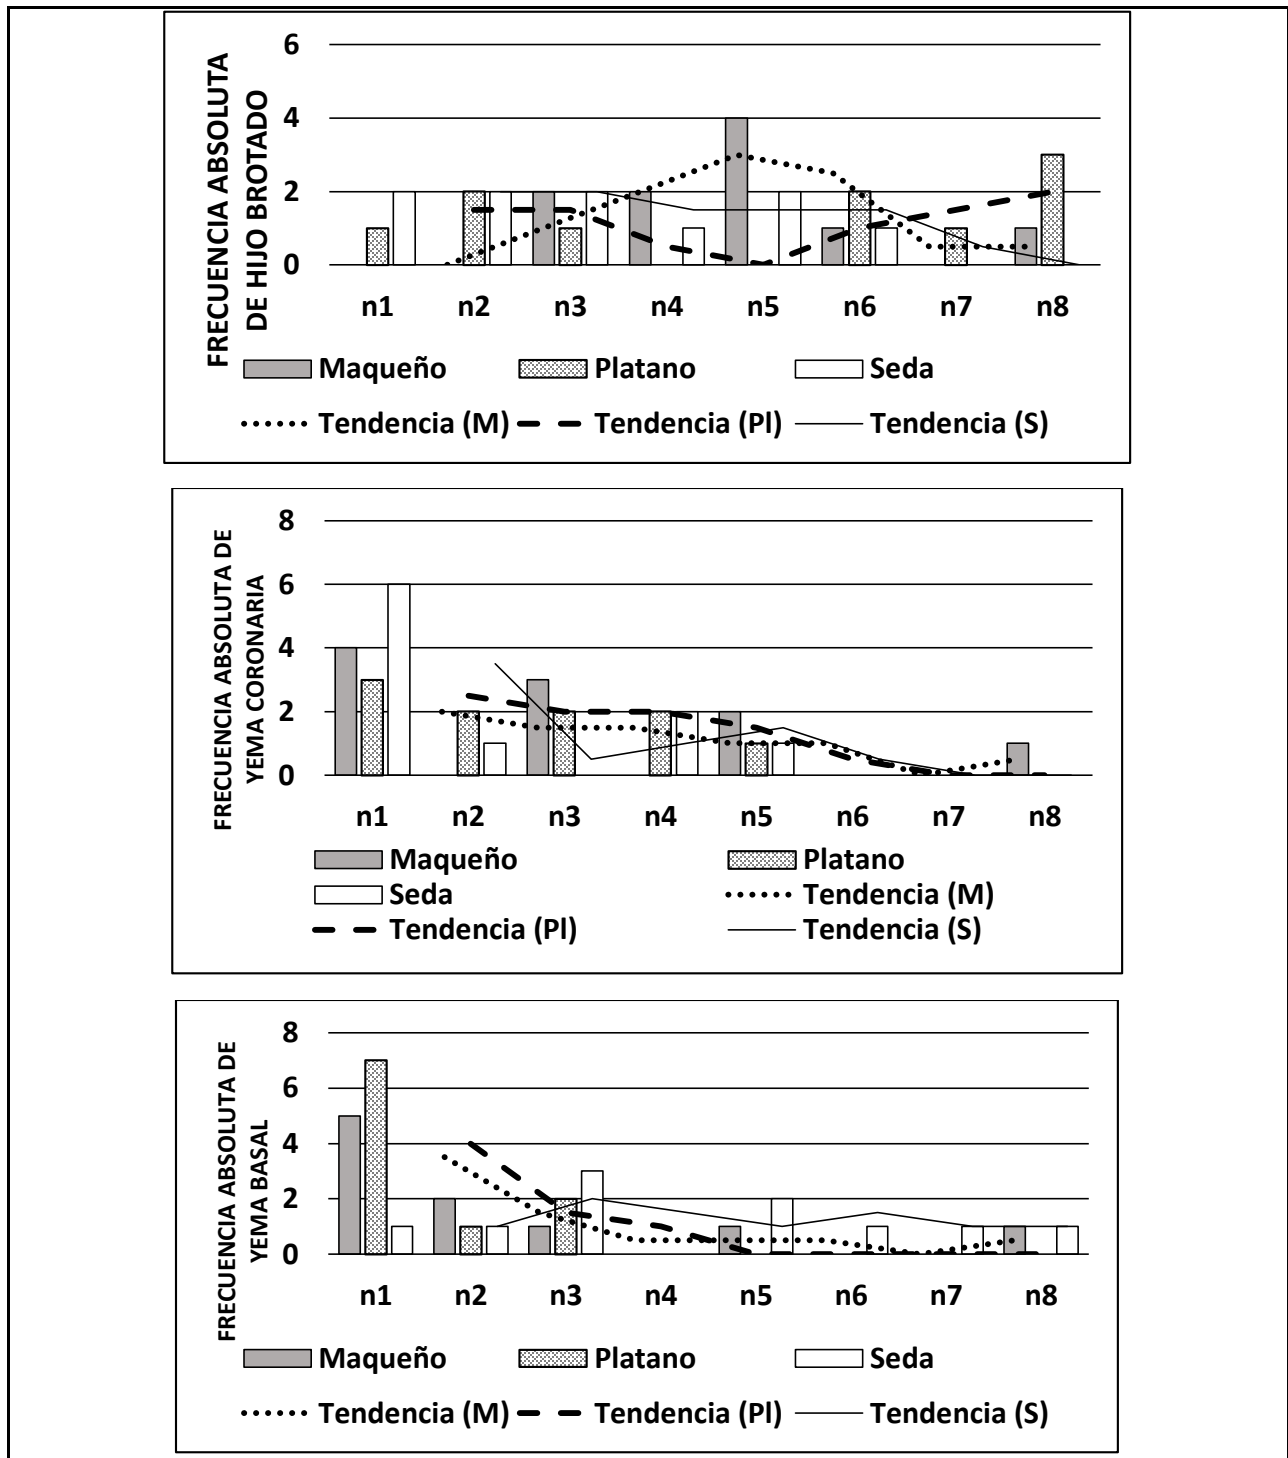 FRECUENCIA ABSOLUTA
DE HIJO BROTADO
6
4
2
0
n1 n2 n3 n4 n5 n6 n7 n8
Maqueño Platano Seda
Tendencia (M) Tendencia (Pl) Tendencia (S)
FRECUENCIA ABSOLUTA DE
YEMA CORONARIA
8
6
4
2
0
n1 n2 n3 n4 n5 n6 n7 n8
Maqueño Platano
Seda Tendencia (M)
Tendencia (Pl) Tendencia (S)
FRECUENCIA ABSOLUTA DE
YEMA BASAL
8
6
4
2
0
n1 n2 n3 n4 n5 n6 n7 n8
Maqueño Platano Seda
Tendencia (M) Tendencia (Pl) Tendencia (S)